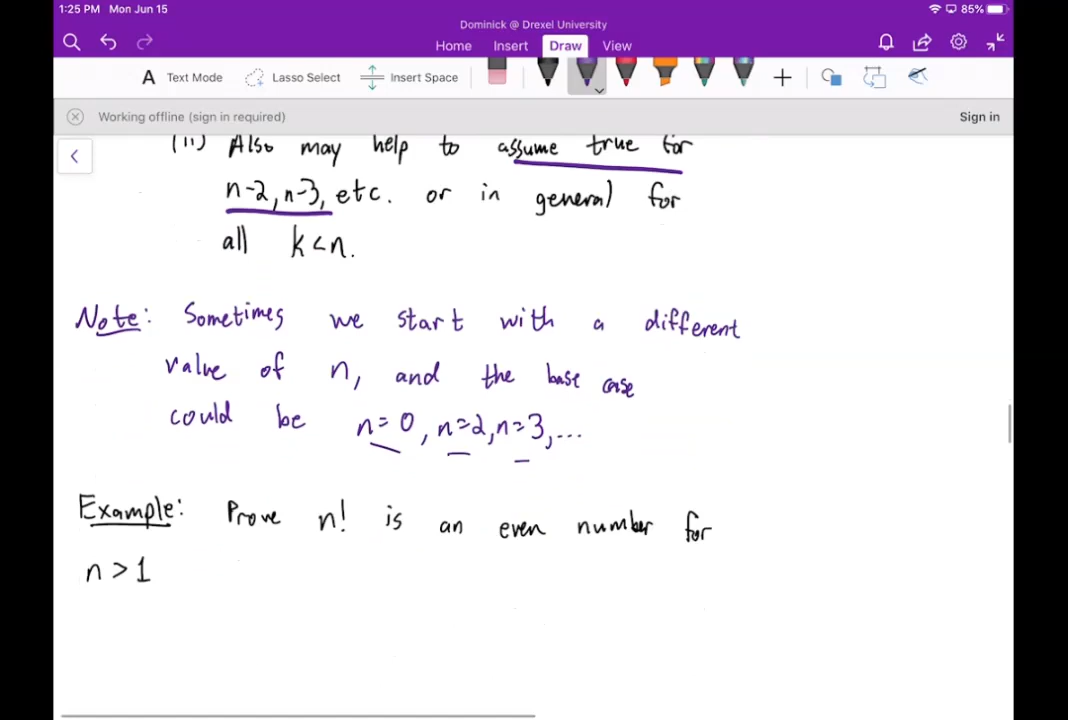 1:25 PM Mon Jun 15
85%
Dominick @ Drexel University
Home Insert Draw View
A Text Mode Lasso Select Insert Space
Working offline (sign in required) Sign in
(ii) Also may help to assume true for
n-2, n-3, etc. or in general for
all k<n.
Note: Sometimes we start with a different
value of n, and the base case
could be n=0, n=2, n=3, ...
Example: Prove n! is an even number for
n > 1